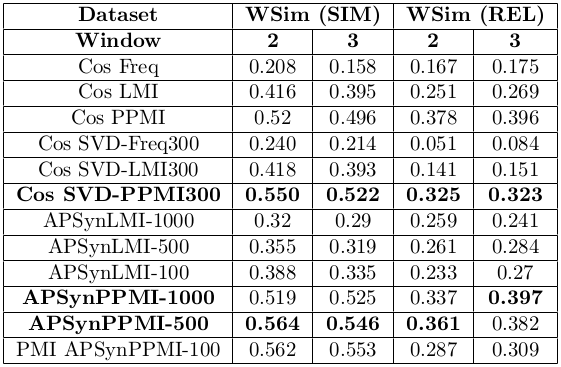 Dataset WSim (SIM) WSim (REL)
Window 2 3 2 3
Cos Freq 0.208 0.158 0.167 0.175
Cos LMI 0.416 0.395 0.251 0.269
Cos PPMI 0.52 0.496 0.378 0.396
Cos SVD-Freq300 0.240 0.214 0.051 0.084
Cos SVD-LMI300 0.418 0.393 0.141 0.151
Cos SVD-PPMI300 0.550 0.522 0.325 0.323
APSynLMI-1000 0.32 0.29 0.259 0.241
APSynLMI-500 0.355 0.319 0.261 0.284
APSynLMI-100 0.388 0.335 0.233 0.27
APSynPPMI-1000 0.519 0.525 0.337 0.397
APSynPPMI-500 0.564 0.546 0.361 0.382
PMI APSynPPMI-100 0.562 0.553 0.287 0.309